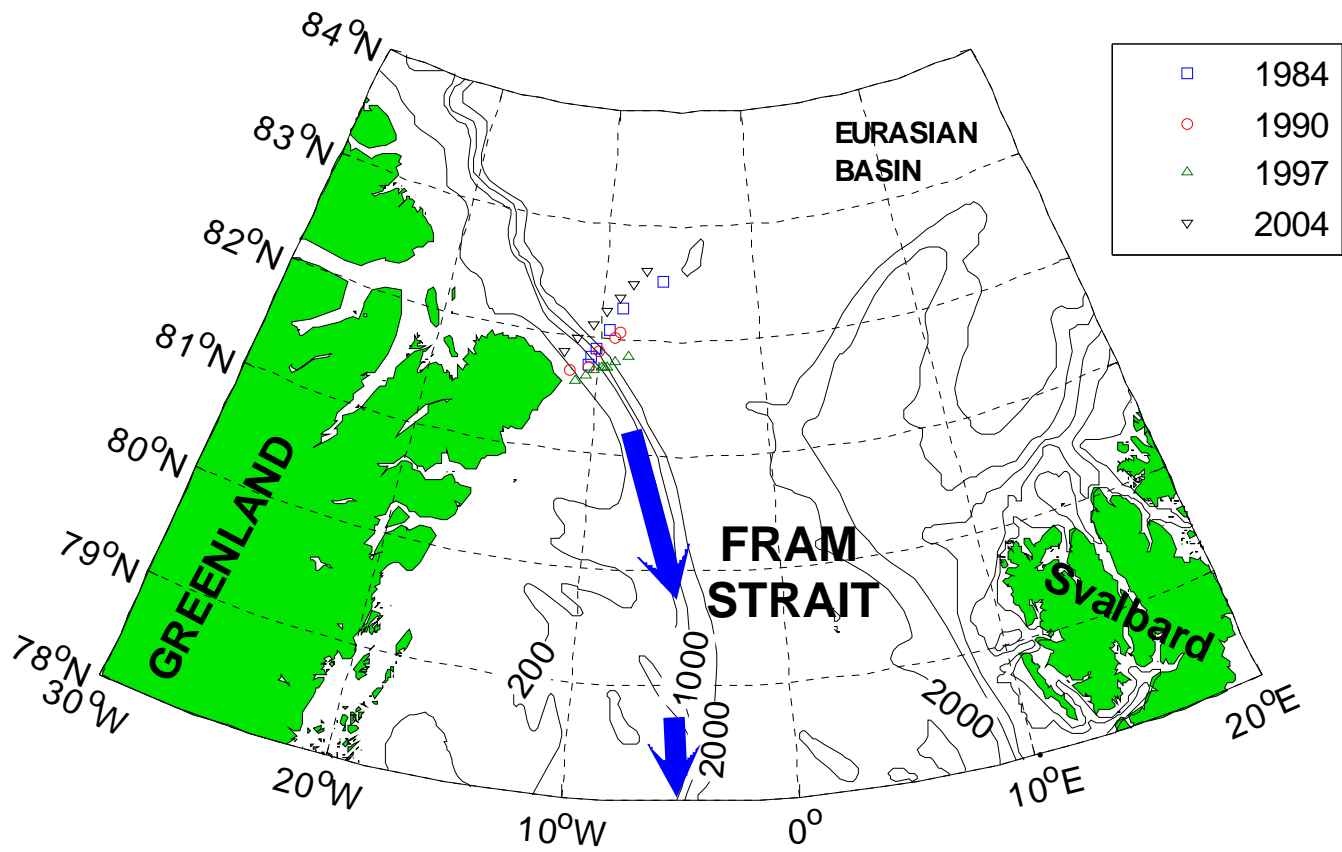 84°N
83°N
82°N
81°N
80°N
79°N
78°N
30°W
20°W
10°W
0°
10°E
20°E
EURASIAN
BASIN
1984
1990
1997
2004
GREENLAND
FRAM
STRAIT
Svalbard
200
1000
2000
2000